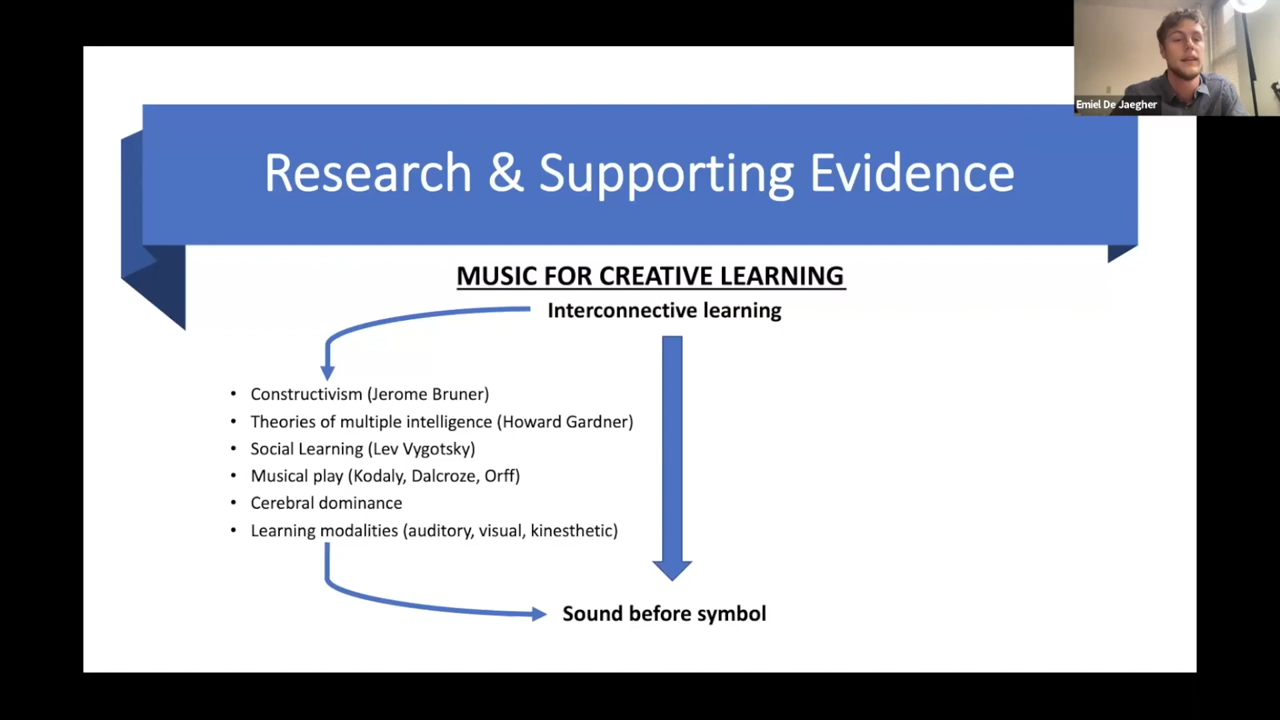 Emiel De Jaegher
Research & Supporting Evidence
MUSIC FOR CREATIVE LEARNING
Interconnective learning
• Constructivism (Jerome Bruner)
• Theories of multiple intelligence (Howard Gardner)
• Social Learning (Lev Vygotsky)
• Musical play (Kodaly, Dalcroze, Orff)
• Cerebral dominance
• Learning modalities (auditory, visual, kinesthetic)
Sound before symbol